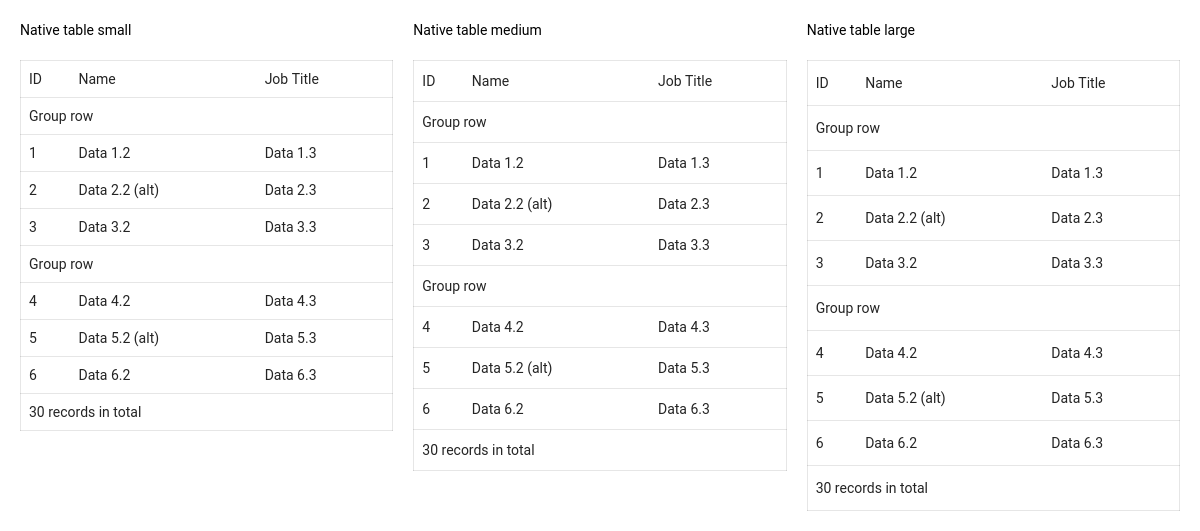 Native table small
ID Name Job Title
Group row
1 Data 1.2 Data 1.3
2 Data 2.2 (alt) Data 2.3
3 Data 3.2 Data 3.3
Group row
4 Data 4.2 Data 4.3
5 Data 5.2 (alt) Data 5.3
6 Data 6.2 Data 6.3
30 records in total
Native table medium
ID Name Job Title
Group row
1 Data 1.2 Data 1.3
2 Data 2.2 (alt) Data 2.3
3 Data 3.2 Data 3.3
Group row
4 Data 4.2 Data 4.3
5 Data 5.2 (alt) Data 5.3
6 Data 6.2 Data 6.3
30 records in total
Native table large
ID Name Job Title
Group row
1 Data 1.2 Data 1.3
2 Data 2.2 (alt) Data 2.3
3 Data 3.2 Data 3.3
Group row
4 Data 4.2 Data 4.3
5 Data 5.2 (alt) Data 5.3
6 Data 6.2 Data 6.3
30 records in total